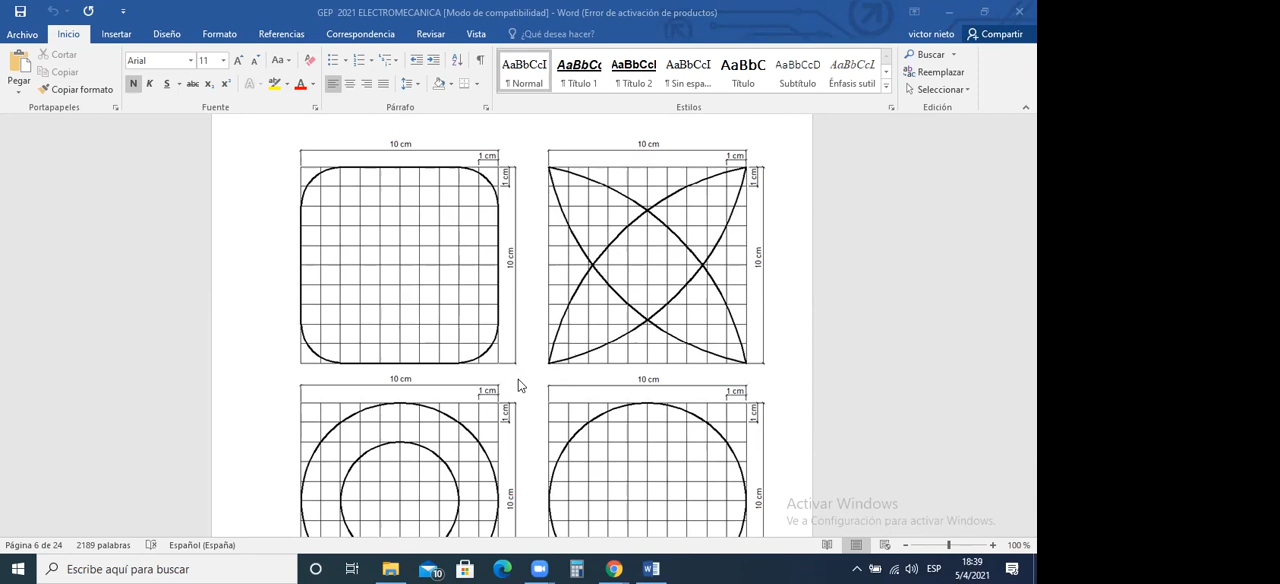 GEP 2021 ELECTROMECANICA [Modo de compatibilidad] - Word (Error de activación de productos)
Archivo Inicio Insertar Diseño Formato Referencias Correspondencia Revisar Vista ¿Qué desea hacer? victor nieto Compartir
Cortar
Copiar
Copiar formato
Pegar
Portapapeles
Arial 11
Aa
N K S abc x₂ x² A A
Fuente
Párrafo
AaBbCcI AaBbCc AaBbCcI AaBbCcI AaBbC AaBbCcD AaBbCcI
¶ Normal ¶ Título 1 ¶ Título 2 ¶ Sin espa... Título Subtítulo Énfasis sutil
Estilos
Buscar
Reemplazar
Seleccionar
Edición
10 cm 10 cm
1 cm 1 cm
1 cm 1 cm
10 cm 10 cm
10 cm 10 cm
1 cm 1 cm
1 cm 1 cm
10 cm 10 cm
Activar Windows
Ve a Configuración para activar Windows.
Página 6 de 24 2189 palabras Español (España) 100 %
Escribe aquí para buscar
10
ESP
18:39
5/4/2021